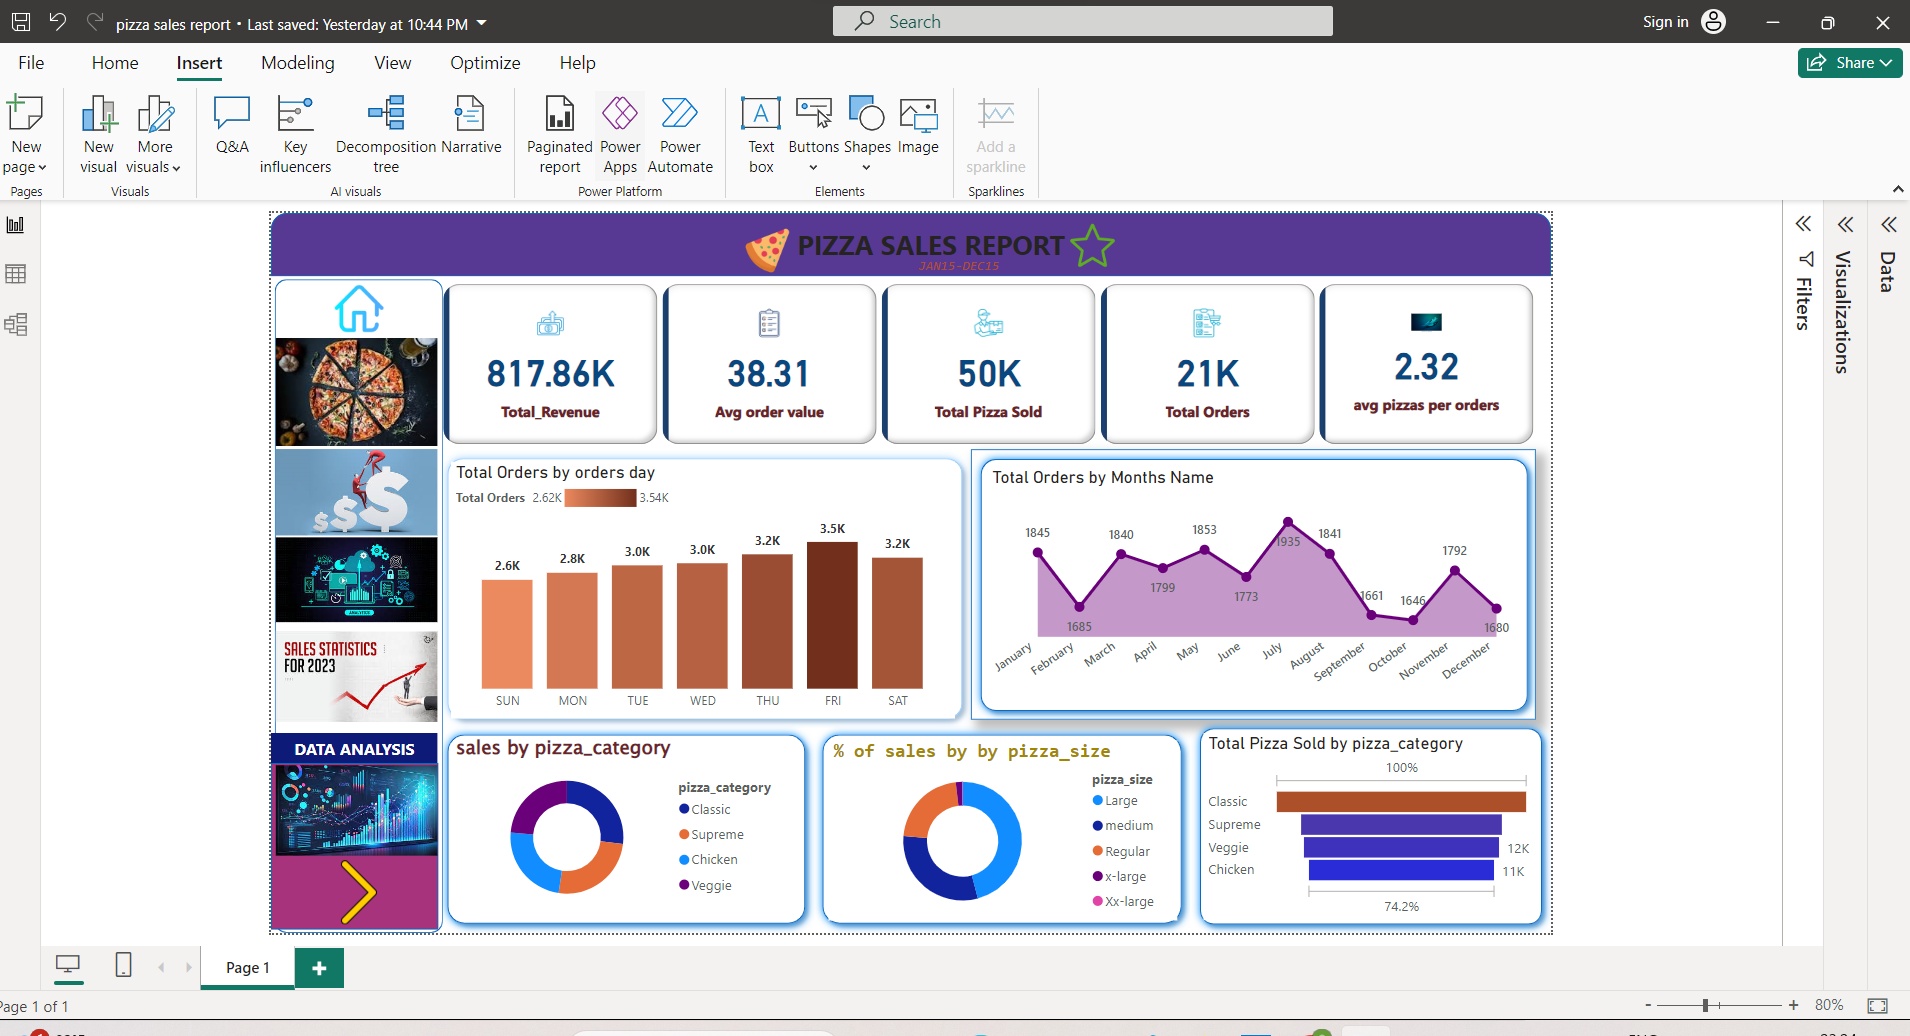 pizza sales report • Last saved: Yesterday at 10:44 PM
Search
Sign in
File Home Insert Modeling View Optimize Help
Share
New page
New visual
More visuals
Q&A
Key influencers
Decomposition tree
Narrative
Paginated report
Power Apps
Power Automate
Text box
Buttons
Shapes
Image
Add a sparkline
Pages
Visuals
AI visuals
Power Platform
Elements
Sparklines
PIZZA SALES REPORT
JAN15-DEC15
817.86K
Total_Revenue
38.31
Avg order value
50K
Total Pizza Sold
21K
Total Orders
2.32
avg pizzas per orders
SALES STATISTICS
FOR 2023
DATA ANALYSIS
Total Orders by orders day
Total Orders 2.62K 3.54K
2.6K 2.8K 3.0K 3.0K 3.2K 3.5K 3.2K
SUN MON TUE WED THU FRI SAT
Total Orders by Months Name
1845 1685 1840 1799 1853 1773 1935 1841 1661 1646 1792 1680
January February March April May June July August September October November December
sales by pizza_category
pizza_category
Classic
Supreme
Chicken
Veggie
% of sales by by pizza_size
pizza_size
Large
medium
Regular
x-large
Xx-large
Total Pizza Sold by pizza_category
100%
Classic
Supreme
Veggie 12K
Chicken 11K
74.2%
Filters
Visualizations
Data
Page 1
Page 1 of 1
- + 80%